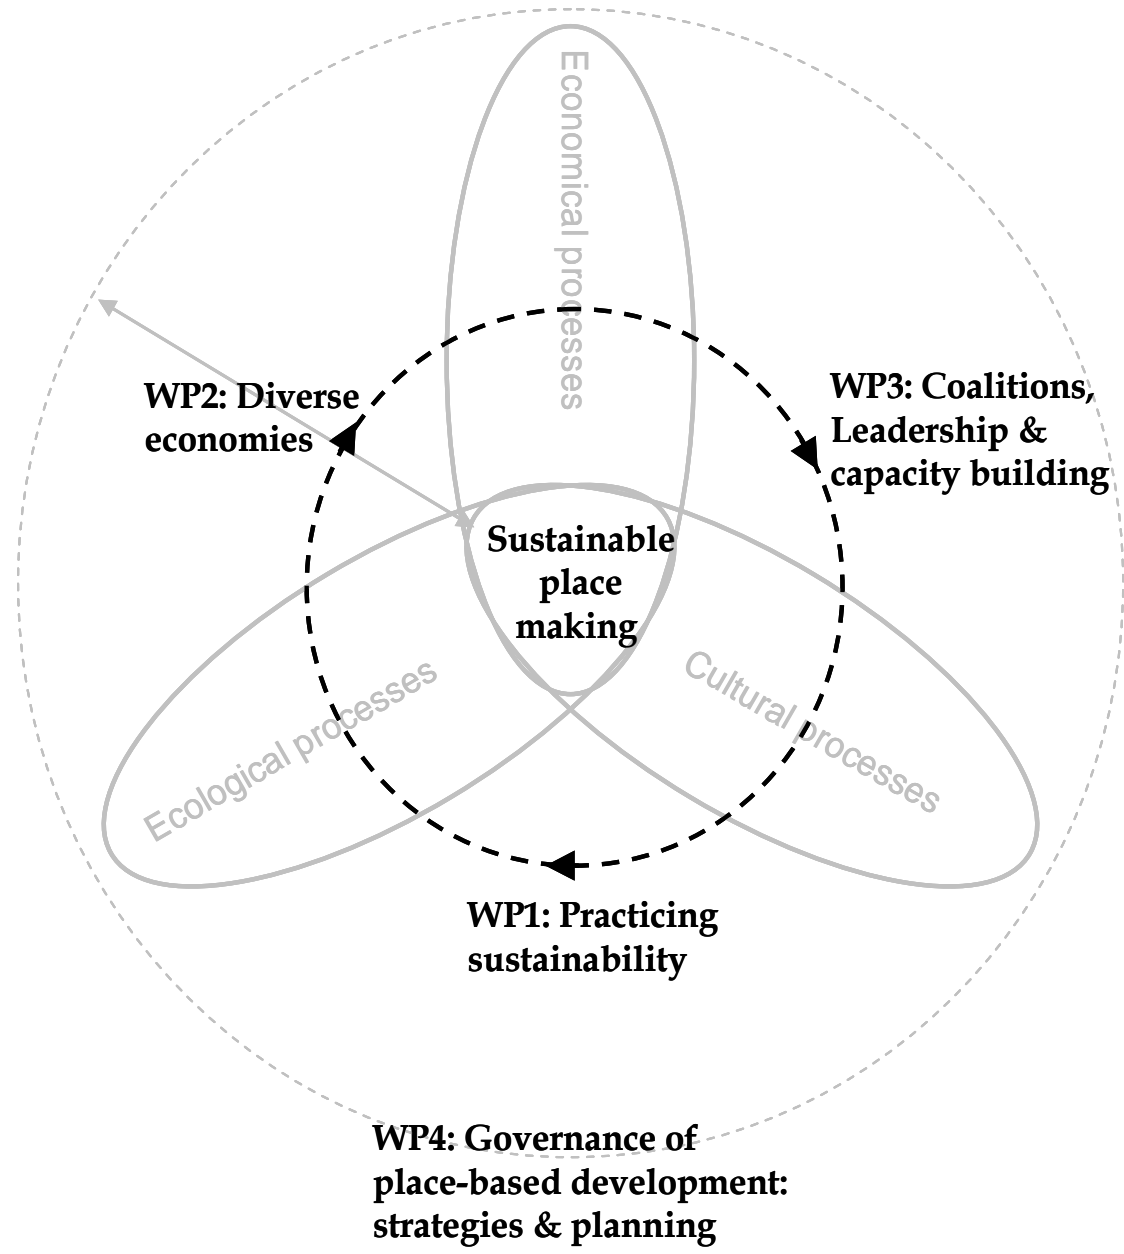 Economical processes
WP2: Diverse
economies
WP3: Coalitions,
Leadership &
capacity building
Sustainable
place
making
Ecological processes
Cultural processes
WP1: Practicing
sustainability
WP4: Governance of
place-based development:
strategies & planning